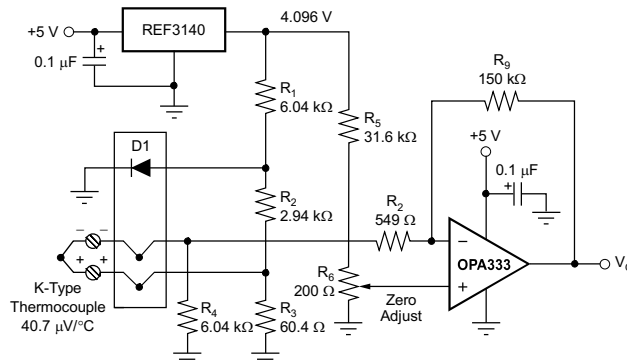 +5 V
REF3140
4.096 V
0.1 μF
+
R1
6.04 kΩ
R5
31.6 kΩ
R9
150 kΩ
+5 V
0.1 μF
+
D1
R2
2.94 kΩ
R2
549 Ω
−
OPA333
+
− −
+ +
K-Type
Thermocouple
40.7 μV/°C
R4
6.04 kΩ
R3
60.4 Ω
R6
200 Ω
Zero
Adjust